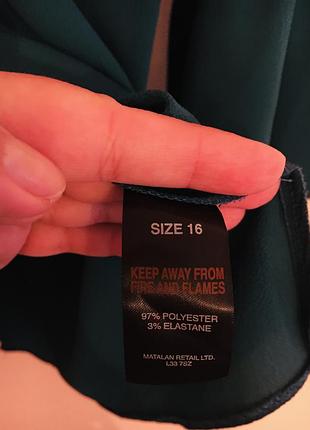 SIZE 16
KEEP AWAY FROM
FIRE AND FLAMES
97% POLYESTER
3% ELASTANE
MATALAN RETAIL LTD.
L33 7SZ